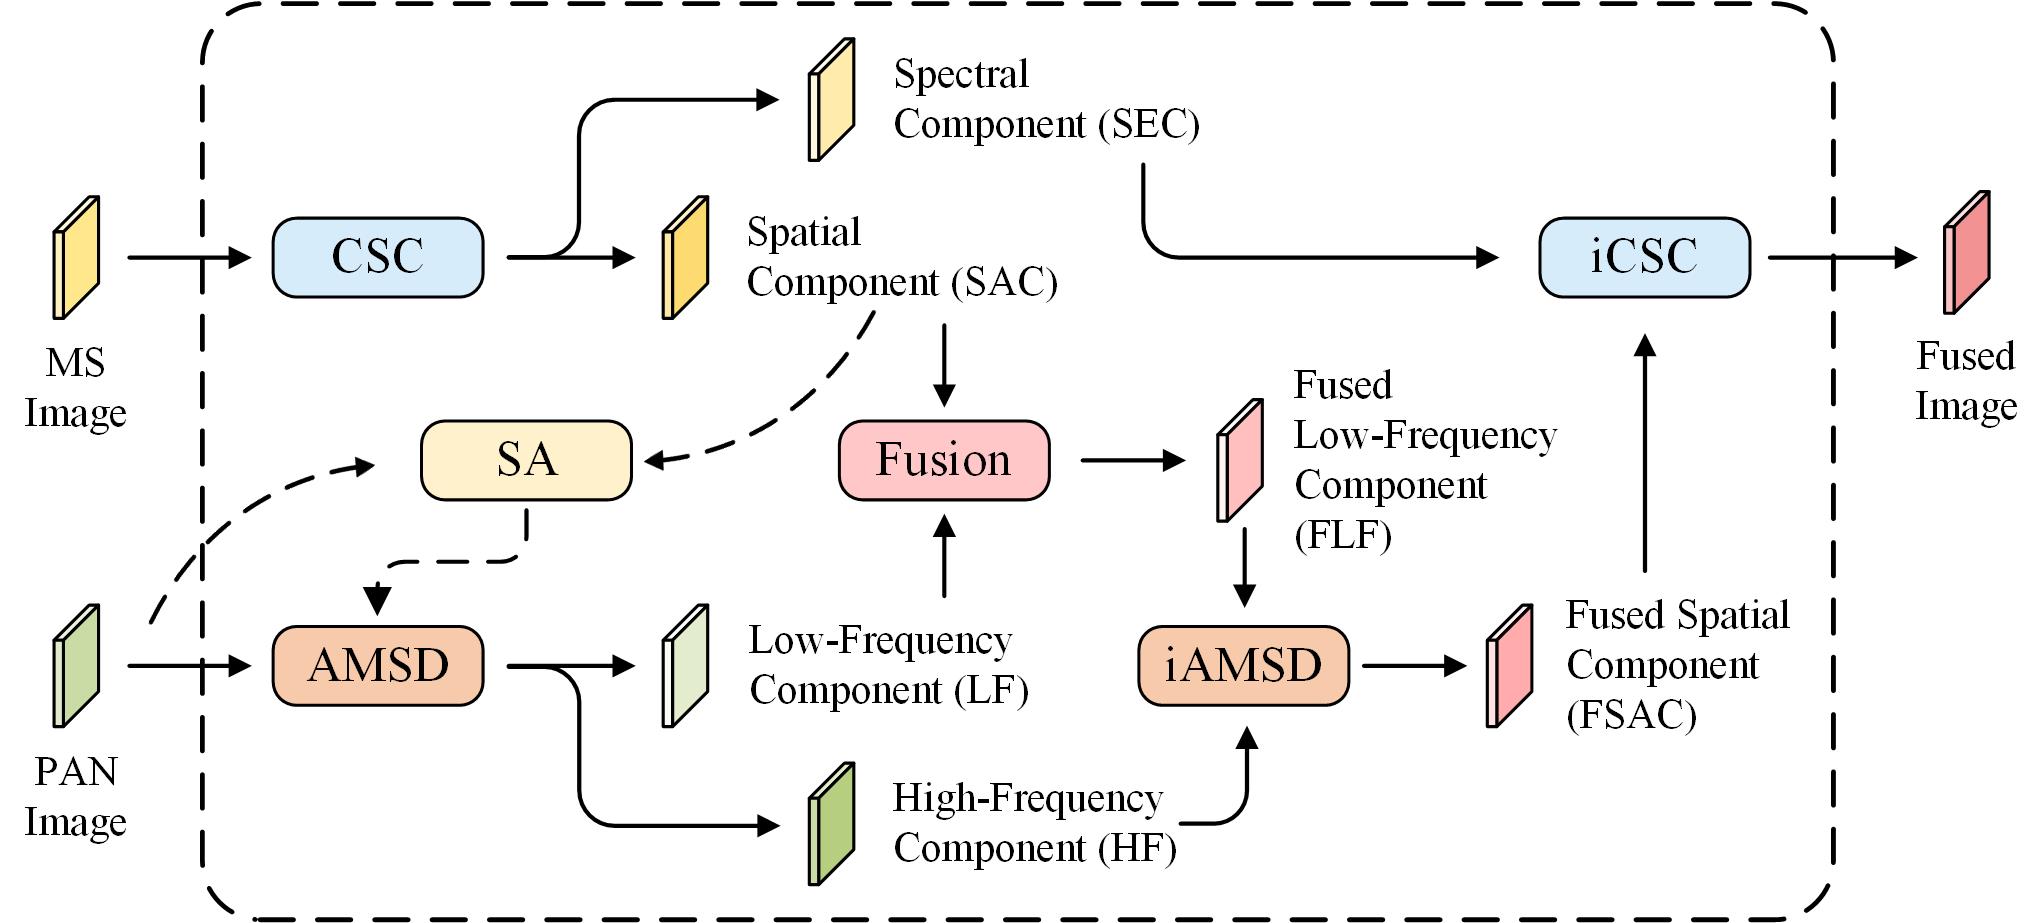 Spectral
Component (SEC)
MS
Image
CSC
Spatial
Component (SAC)
iCSC
Fused
Image
SA
Fusion
Fused
Low-Frequency
Component
(FLF)
PAN
Image
AMSD
Low-Frequency
Component (LF)
iAMSD
Fused Spatial
Component
(FSAC)
High-Frequency
Component (HF)